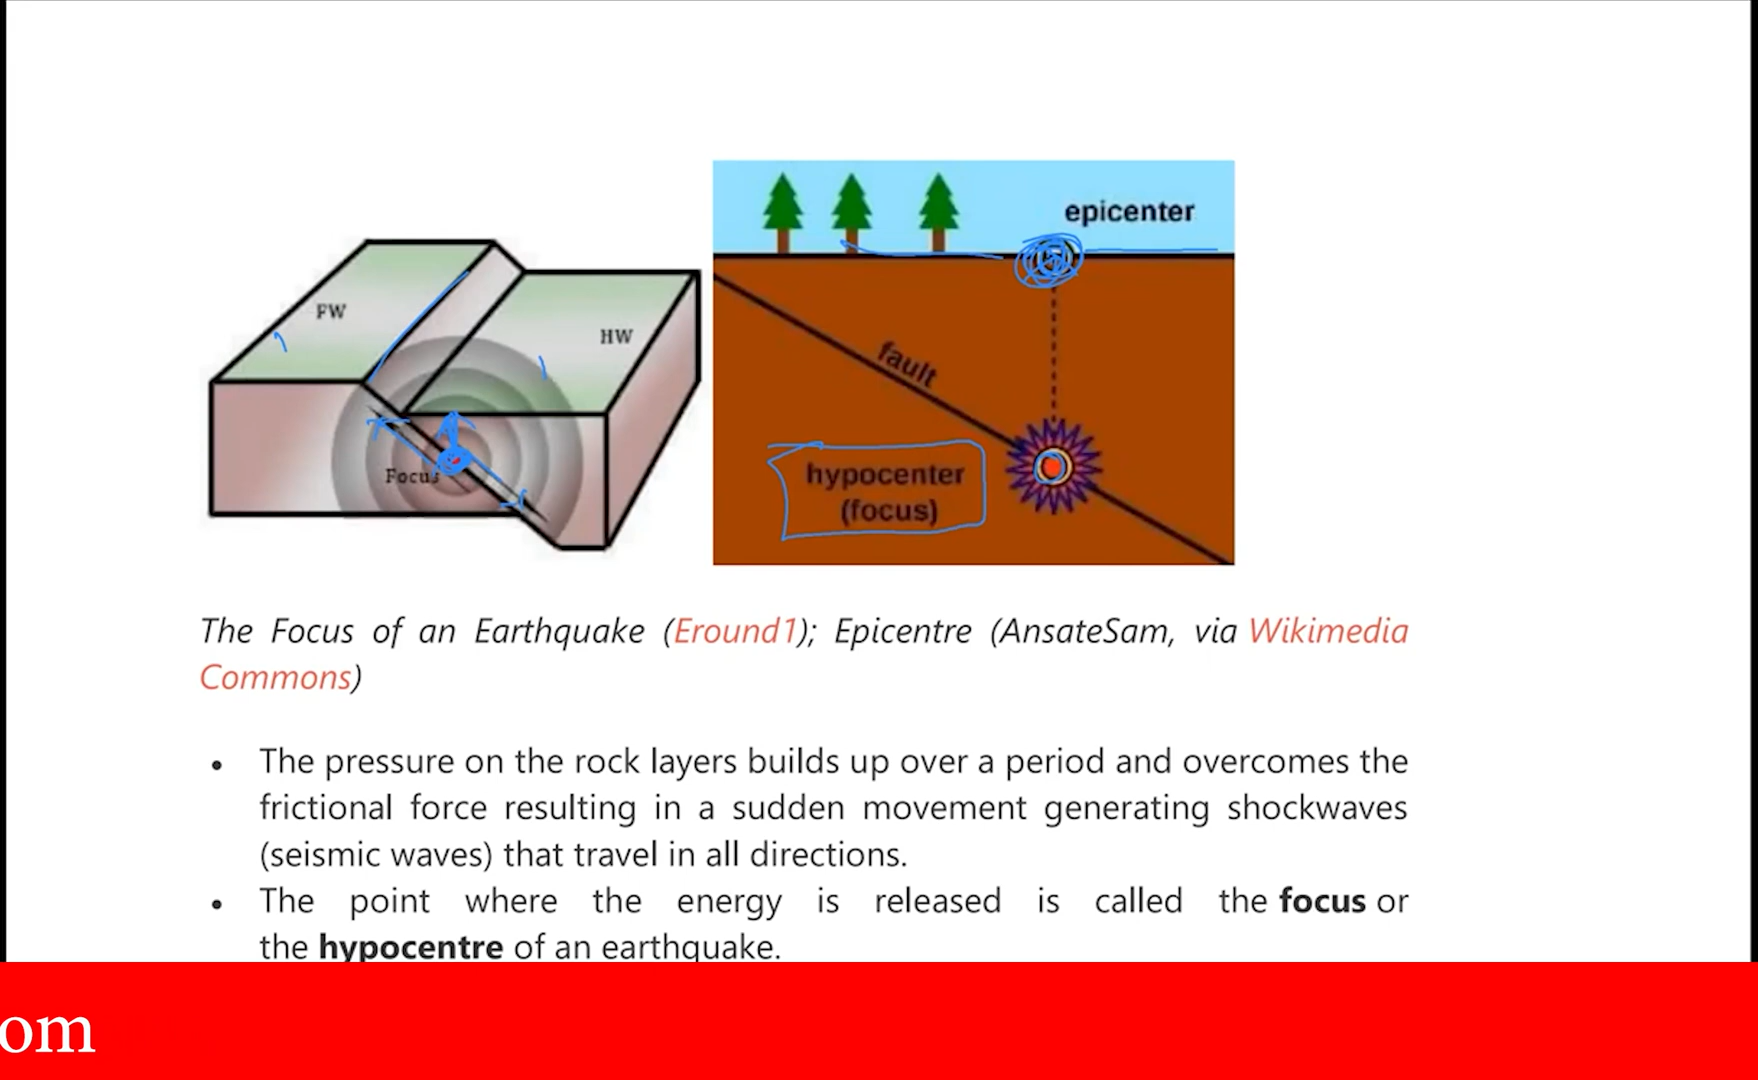 FW
HW
Focus
epicenter
fault
hypocenter
(focus)
The Focus of an Earthquake (Eround1); Epicentre (AnsateSam, via Wikimedia
Commons)
• The pressure on the rock layers builds up over a period and overcomes the
frictional force resulting in a sudden movement generating shockwaves
(seismic waves) that travel in all directions.
• The point where the energy is released is called the focus or
the hypocentre of an earthquake.
om